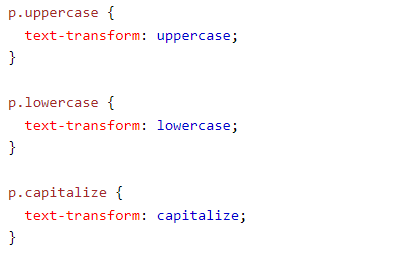 p.uppercase {
  text-transform: uppercase;
}

p.lowercase {
  text-transform: lowercase;
}

p.capitalize {
  text-transform: capitalize;
}